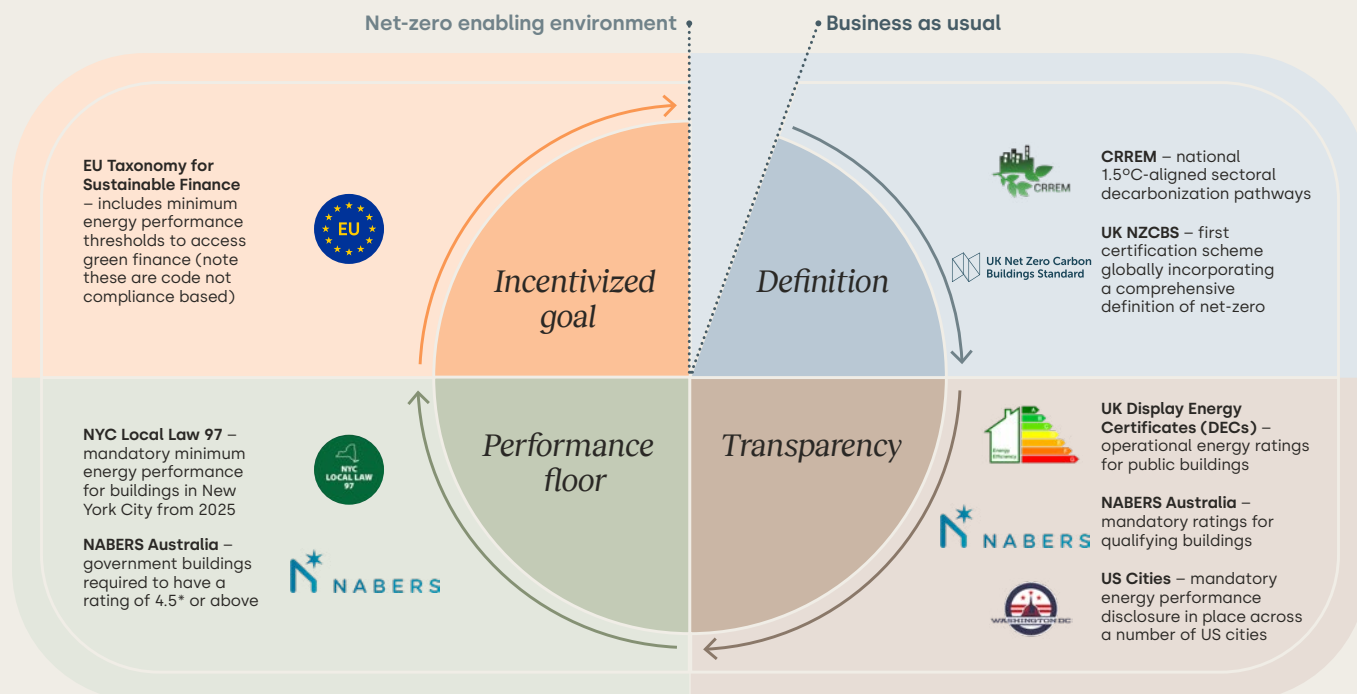 Net-zero enabling environment
Business as usual
EU Taxonomy for
Sustainable Finance
– includes minimum
energy performance
thresholds to access
green finance (note
these are code not
compliance based)
EU
Incentivized
goal
Definition
CRREM
CRREM – national
1.5ºC-aligned sectoral
decarbonization pathways
UK Net Zero Carbon
Buildings Standard
UK NZCBS – first
certification scheme
globally incorporating
a comprehensive
definition of net-zero
NYC Local Law 97 –
mandatory minimum
energy performance
for buildings in New
York City from 2025
NYC
LOCAL LAW
97
NABERS Australia –
government buildings
required to have a
rating of 4.5* or above
NABERS
Performance
floor
Transparency
Energy
Efficiency
UK Display Energy
Certificates (DECs) –
operational energy ratings
for public buildings
NABERS
NABERS Australia –
mandatory ratings for
qualifying buildings
WASHINGTON DC
US Cities – mandatory
energy performance
disclosure in place across
a number of US cities